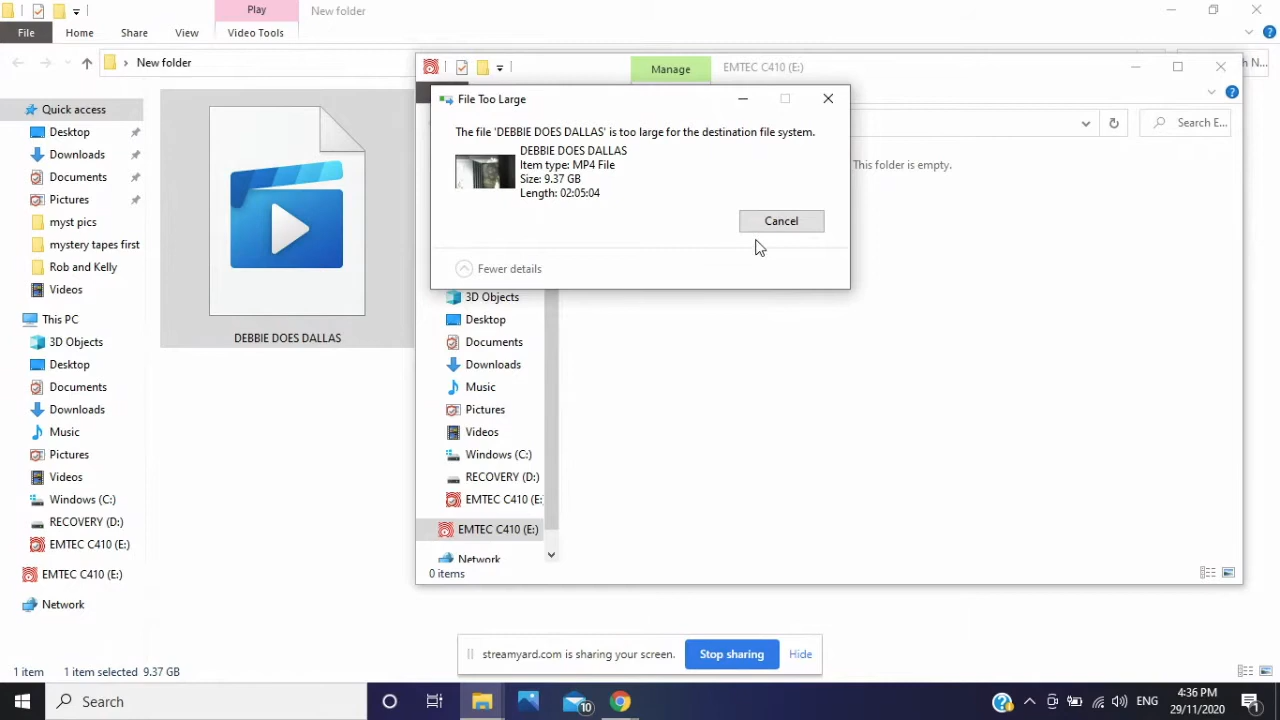 Play
New folder
File
Home
Share
View
Video Tools
New folder
Manage
EMTEC C410 (E:)
Search E...
File Too Large
The file 'DEBBIE DOES DALLAS' is too large for the destination file system.
DEBBIE DOES DALLAS
Item type: MP4 File
Size: 9.37 GB
Length: 02:05:04
Cancel
Fewer details
This folder is empty.
Quick access
Desktop
Downloads
Documents
Pictures
myst pics
mystery tapes first
Rob and Kelly
Videos
This PC
3D Objects
Desktop
Documents
Downloads
Music
Pictures
Videos
Windows (C:)
RECOVERY (D:)
EMTEC C410 (E:)
EMTEC C410 (E:)
Network
DEBBIE DOES DALLAS
3D Objects
Desktop
Documents
Downloads
Music
Pictures
Videos
Windows (C:)
RECOVERY (D:)
EMTEC C410 (E:
EMTEC C410 (E:)
Network
0 items
streamyard.com is sharing your screen.
Stop sharing
Hide
1 item
1 item selected 9.37 GB
Search
10
ENG
4:36 PM
29/11/2020
1